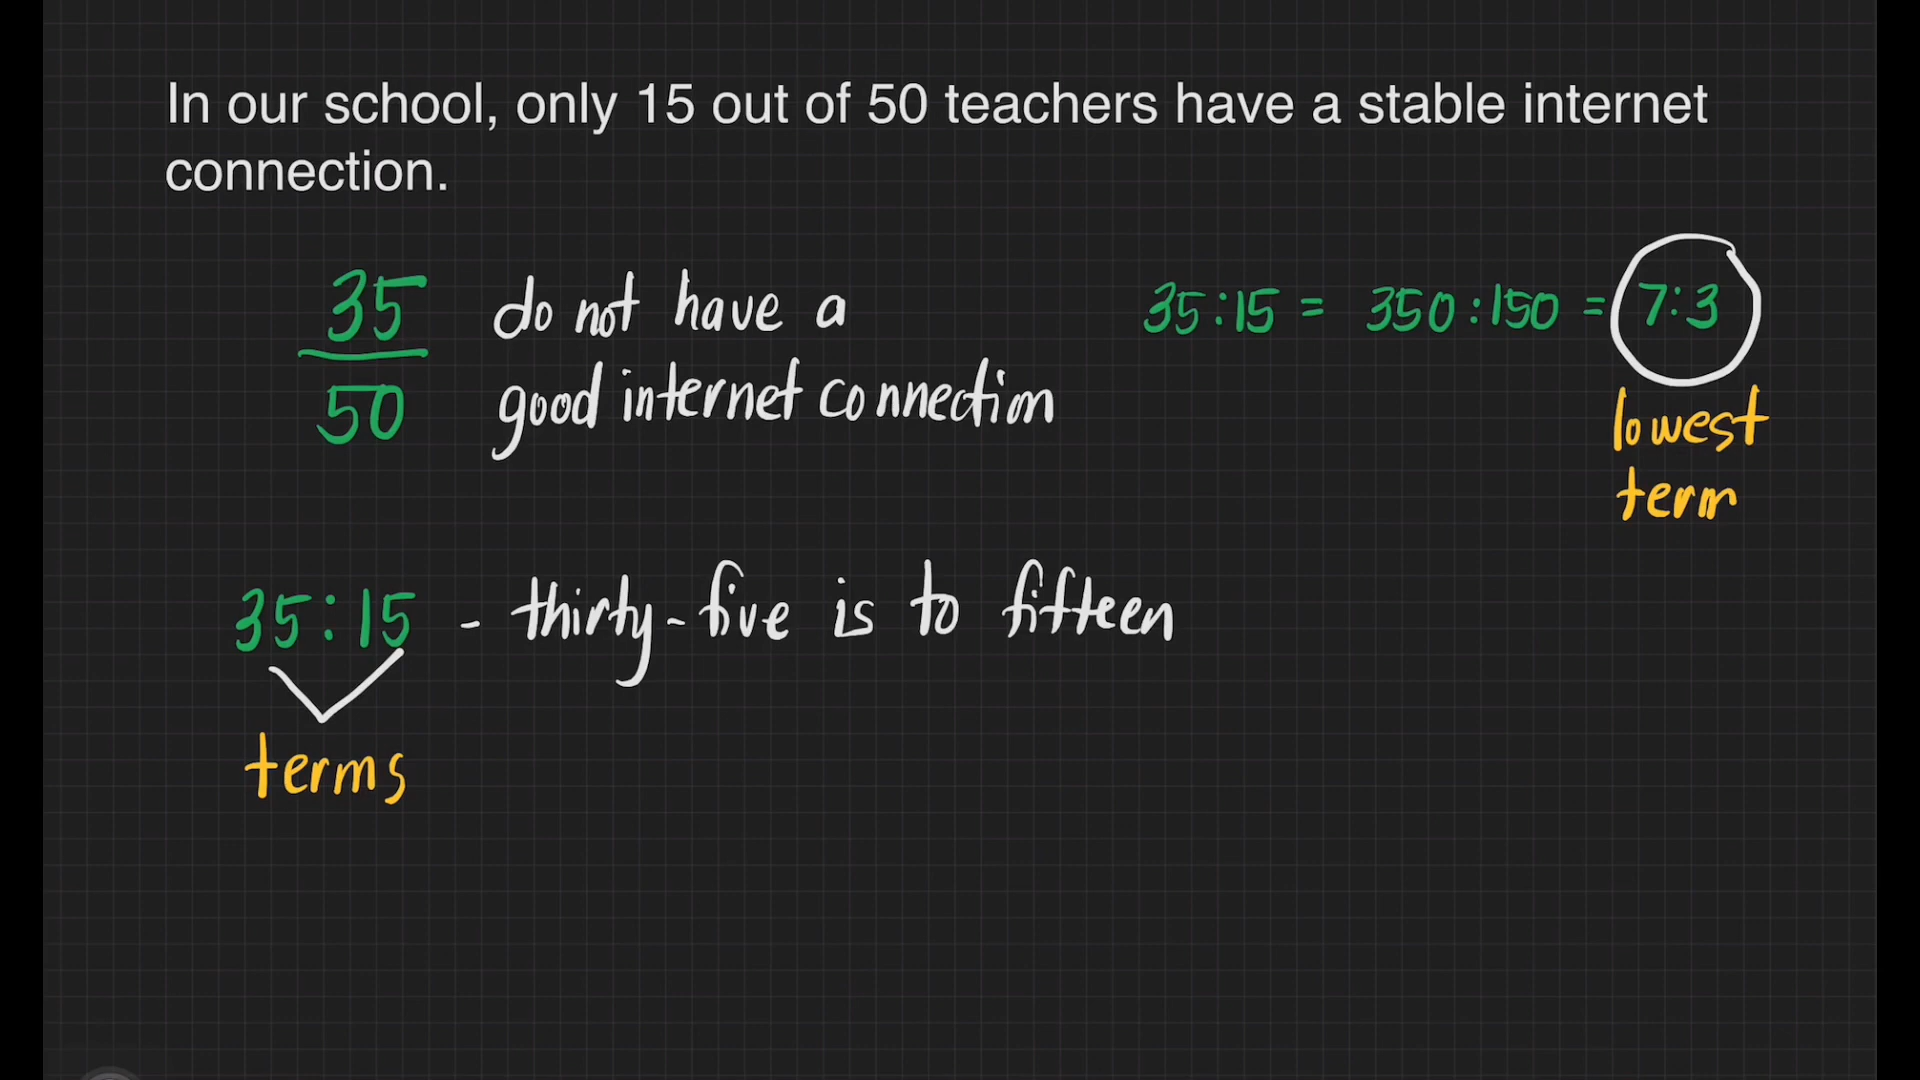 In our school, only 15 out of 50 teachers have a stable internet
connection.
35
50
do not have a
good internet connection
35:15 = 350:150 = 7:3
lowest
term
35:15 - thirty-five is to fifteen
terms